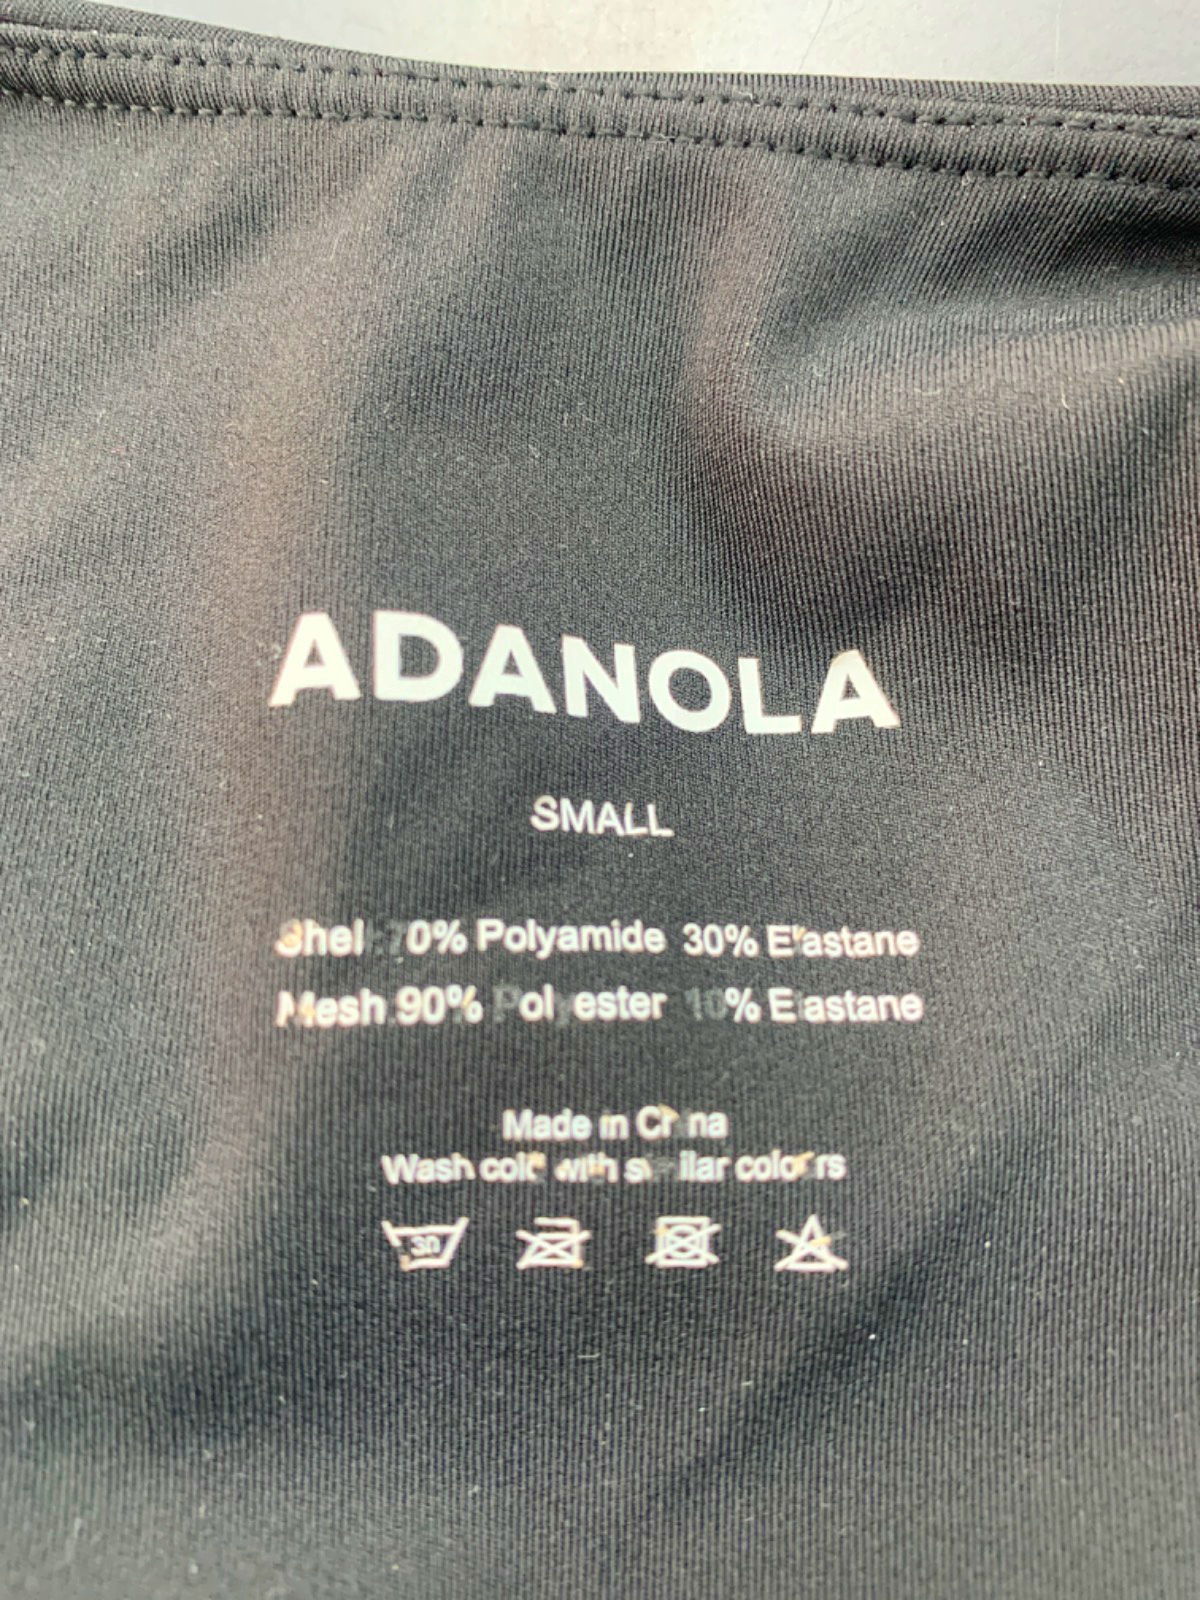 ADANOLA
SMALL
Shell:70% Polyamide 30% Elastane
Mesh:90% Polyester 10% Elastane
Made in China
Wash cold with similar colours
30